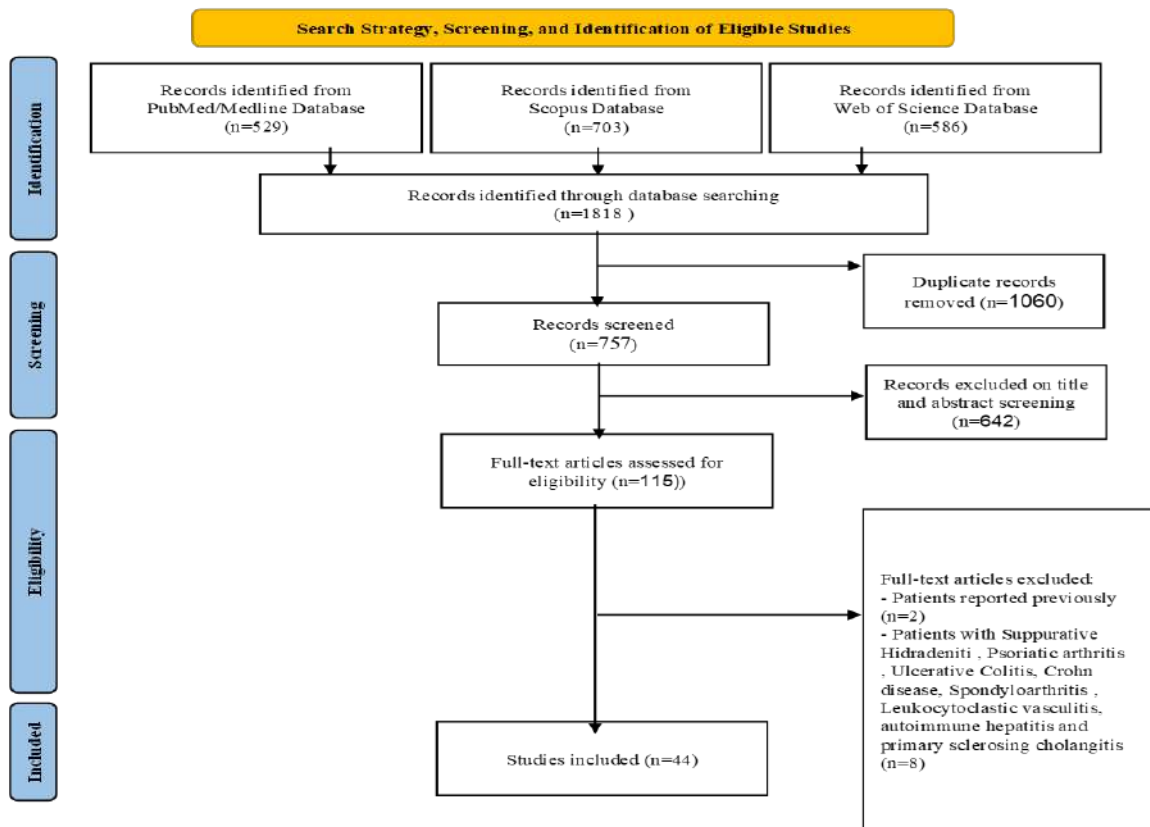 Search Strategy, Screening, and Identification of Eligible Studies
Identification
Records identified from
PubMed/Medline Database
(n=529)
Records identified from
Scopus Database
(n=703)
Records identified from
Web of Science Database
(n=586)
Records identified through database searching
(n=1818 )
Screening
Duplicate records
removed (n=1060)
Records screened
(n=757)
Records excluded on title
and abstract screening
(n=642)
Eligibility
Full-text articles assessed for
eligibility (n=115))
Full-text articles excluded:
- Patients reported previously
(n=2)
- Patients with Suppurative
Hidradeniti , Psoriatic arthritis
, Ulcerative Colitis, Crohn
disease, Spondyloarthritis ,
Leukocytoclastic vasculitis,
autoimmune hepatitis and
primary sclerosing cholangitis
(n=8)
Included
Studies included (n=44)